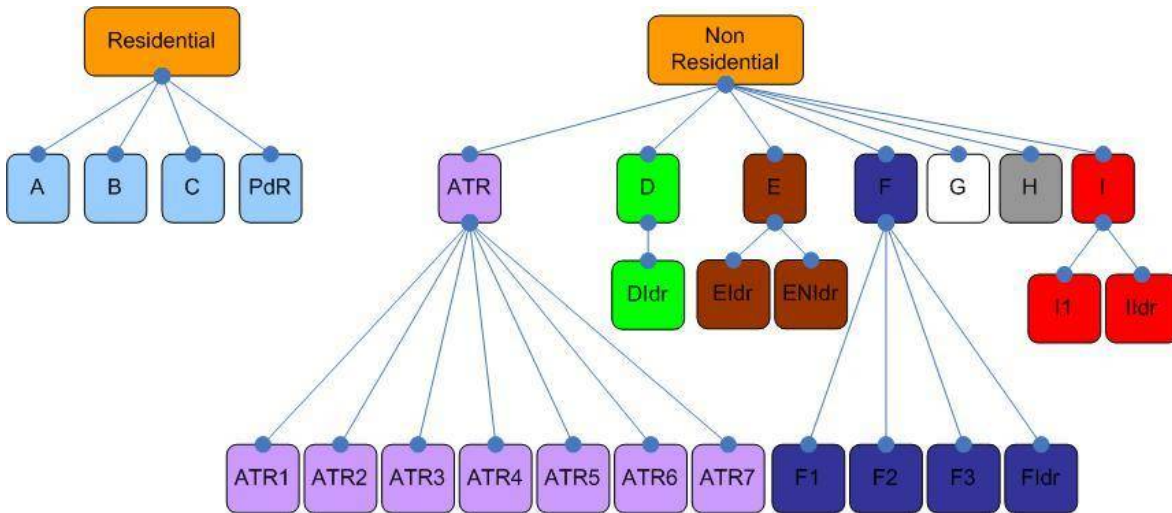 Residential
Non
Residential
A
B
C
PdR
ATR
D
E
F
G
H
I
DIdr
EIdr
ENIdr
I1
IIdr
ATR1
ATR2
ATR3
ATR4
ATR5
ATR6
ATR7
F1
F2
F3
FIdr